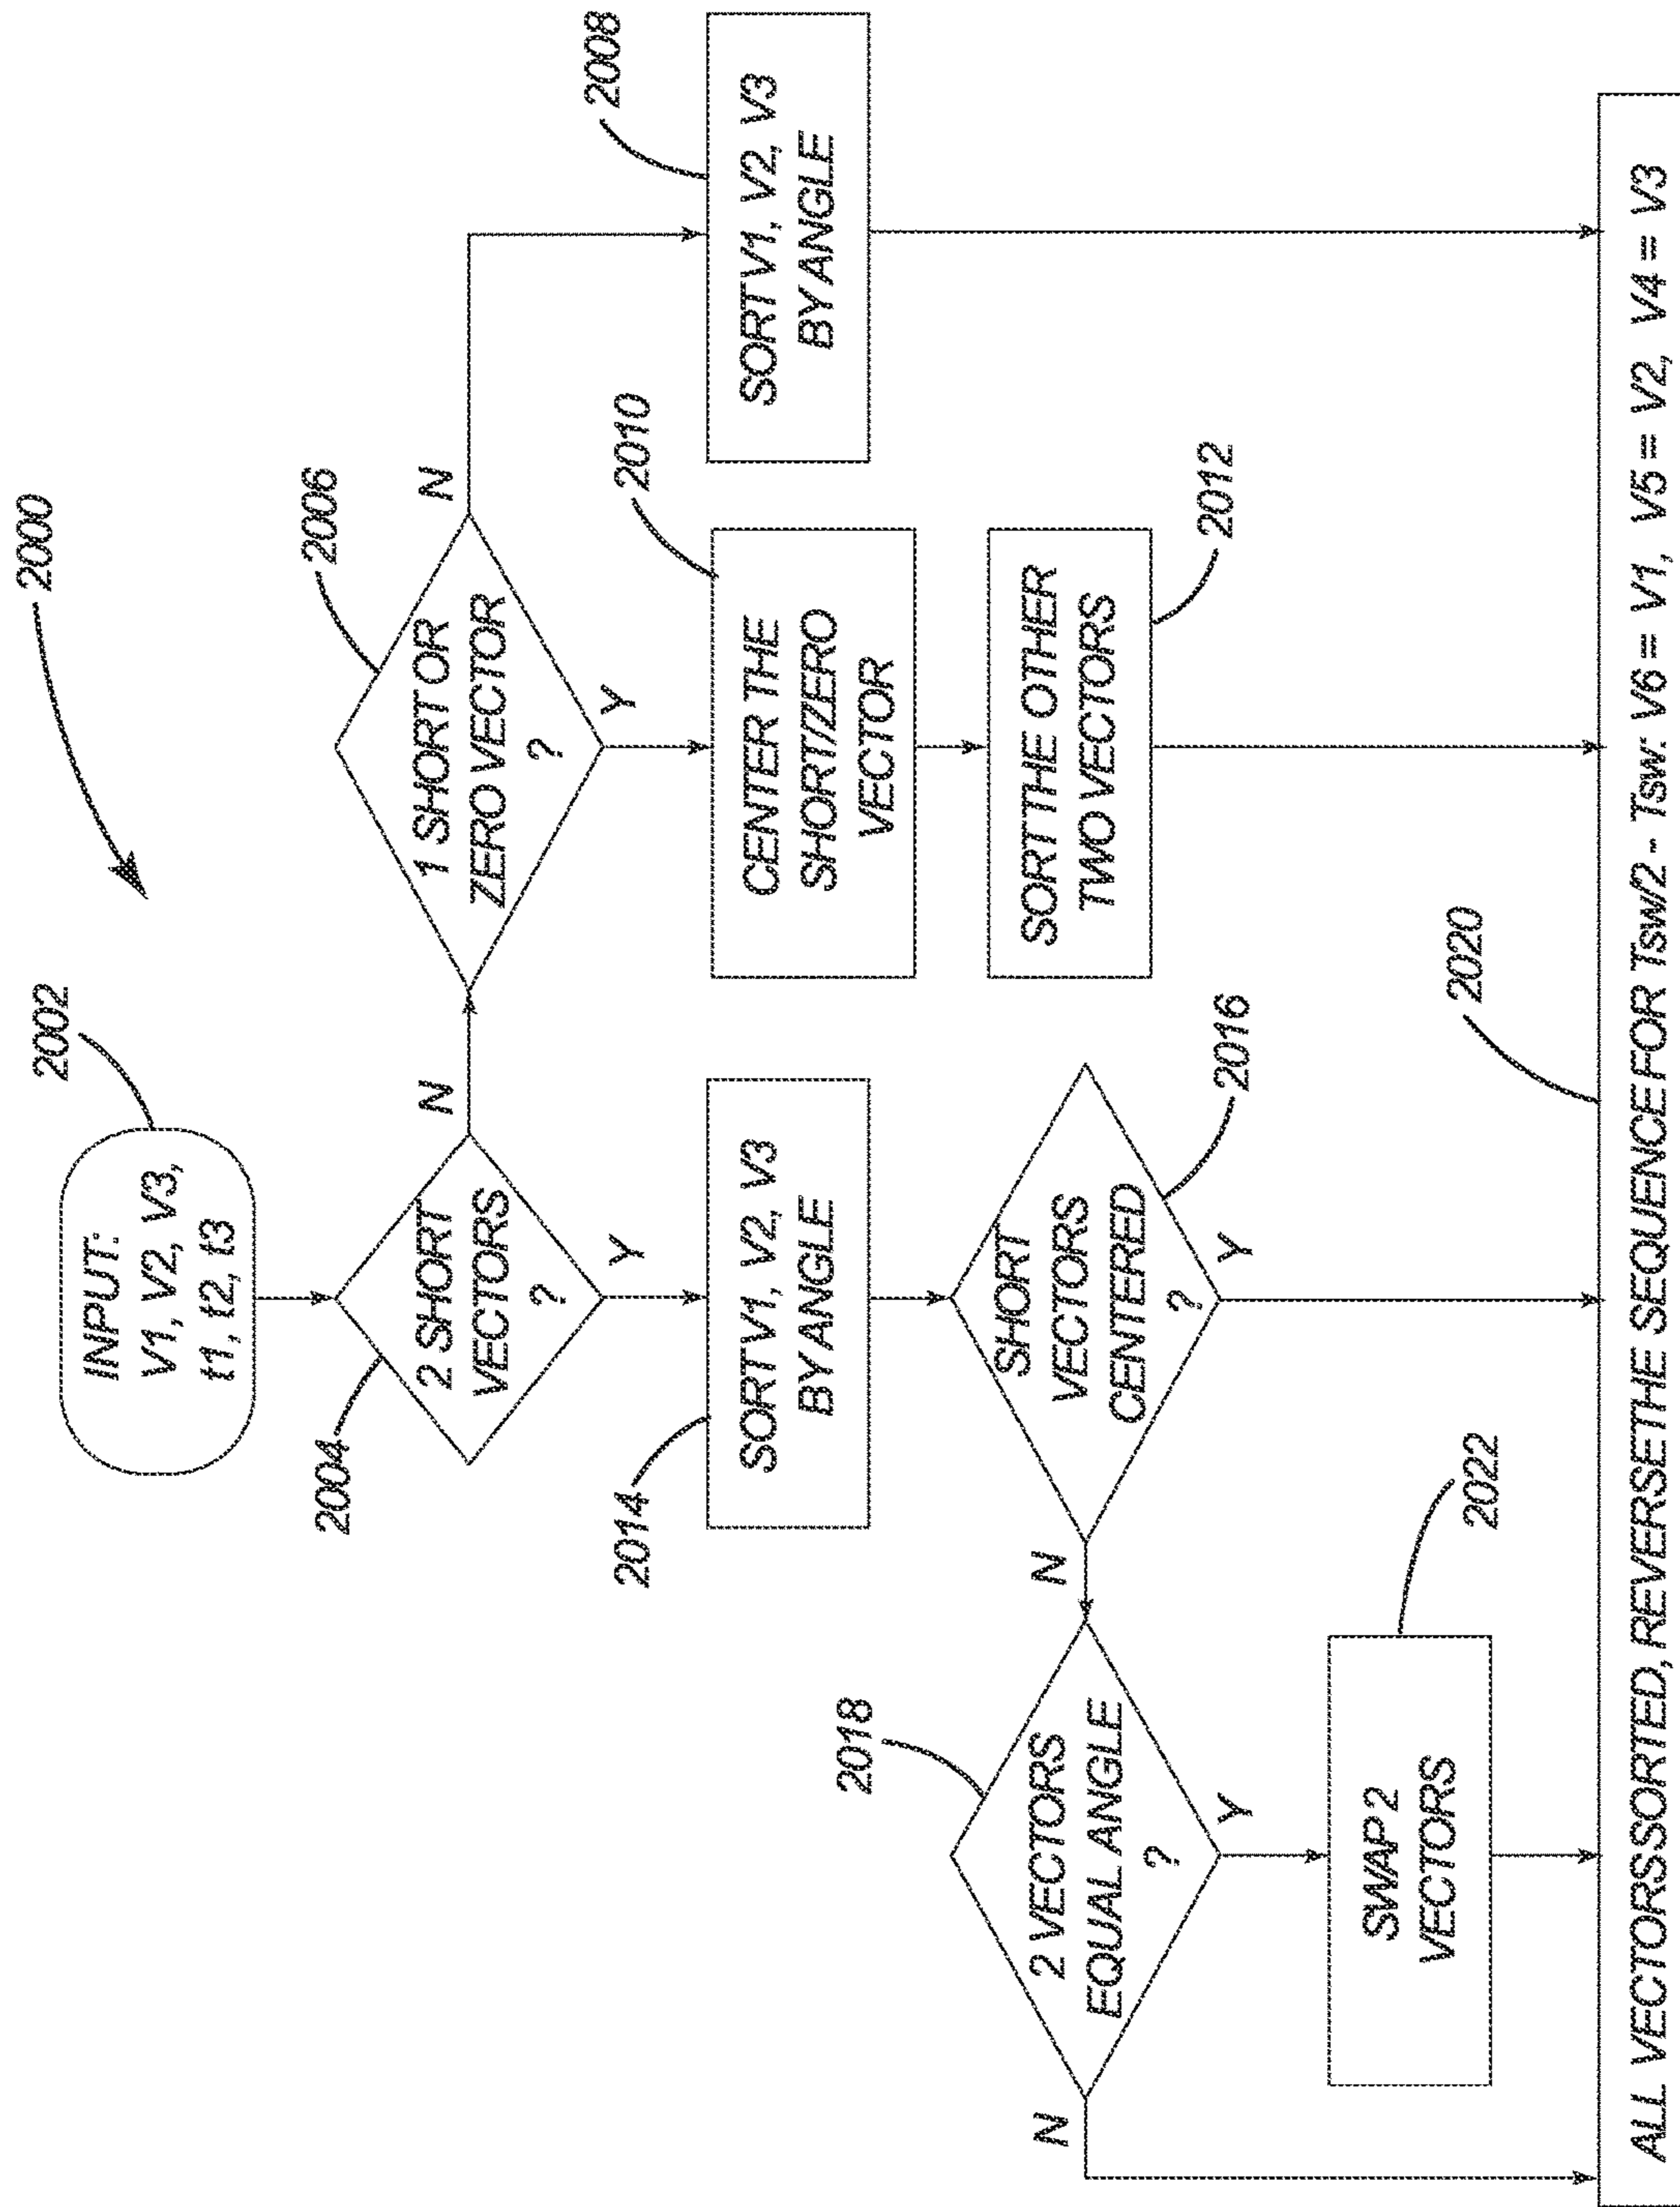 2000
2002
INPUT:
V1, V2, V3,
t1, t2, t3
2004
2 SHORT
VECTORS
?
N
Y
2006
1 SHORT OR
ZERO VECTOR
?
N
Y
2008
SORT V1, V2, V3
BY ANGLE
2010
CENTER THE
SHORT/ZERO
VECTOR
2012
SORT THE OTHER
TWO VECTORS
2014
SORT V1, V2, V3
BY ANGLE
2016
SHORT
VECTORS
CENTERED
?
N
Y
2018
2 VECTORS
EQUAL ANGLE
?
N
Y
2022
SWAP 2
VECTORS
2020
ALL VECTORS SORTED, REVERSE THE SEQUENCE FOR Tsw/2 - Tsw: V6 = V1, V5 = V2, V4 = V3